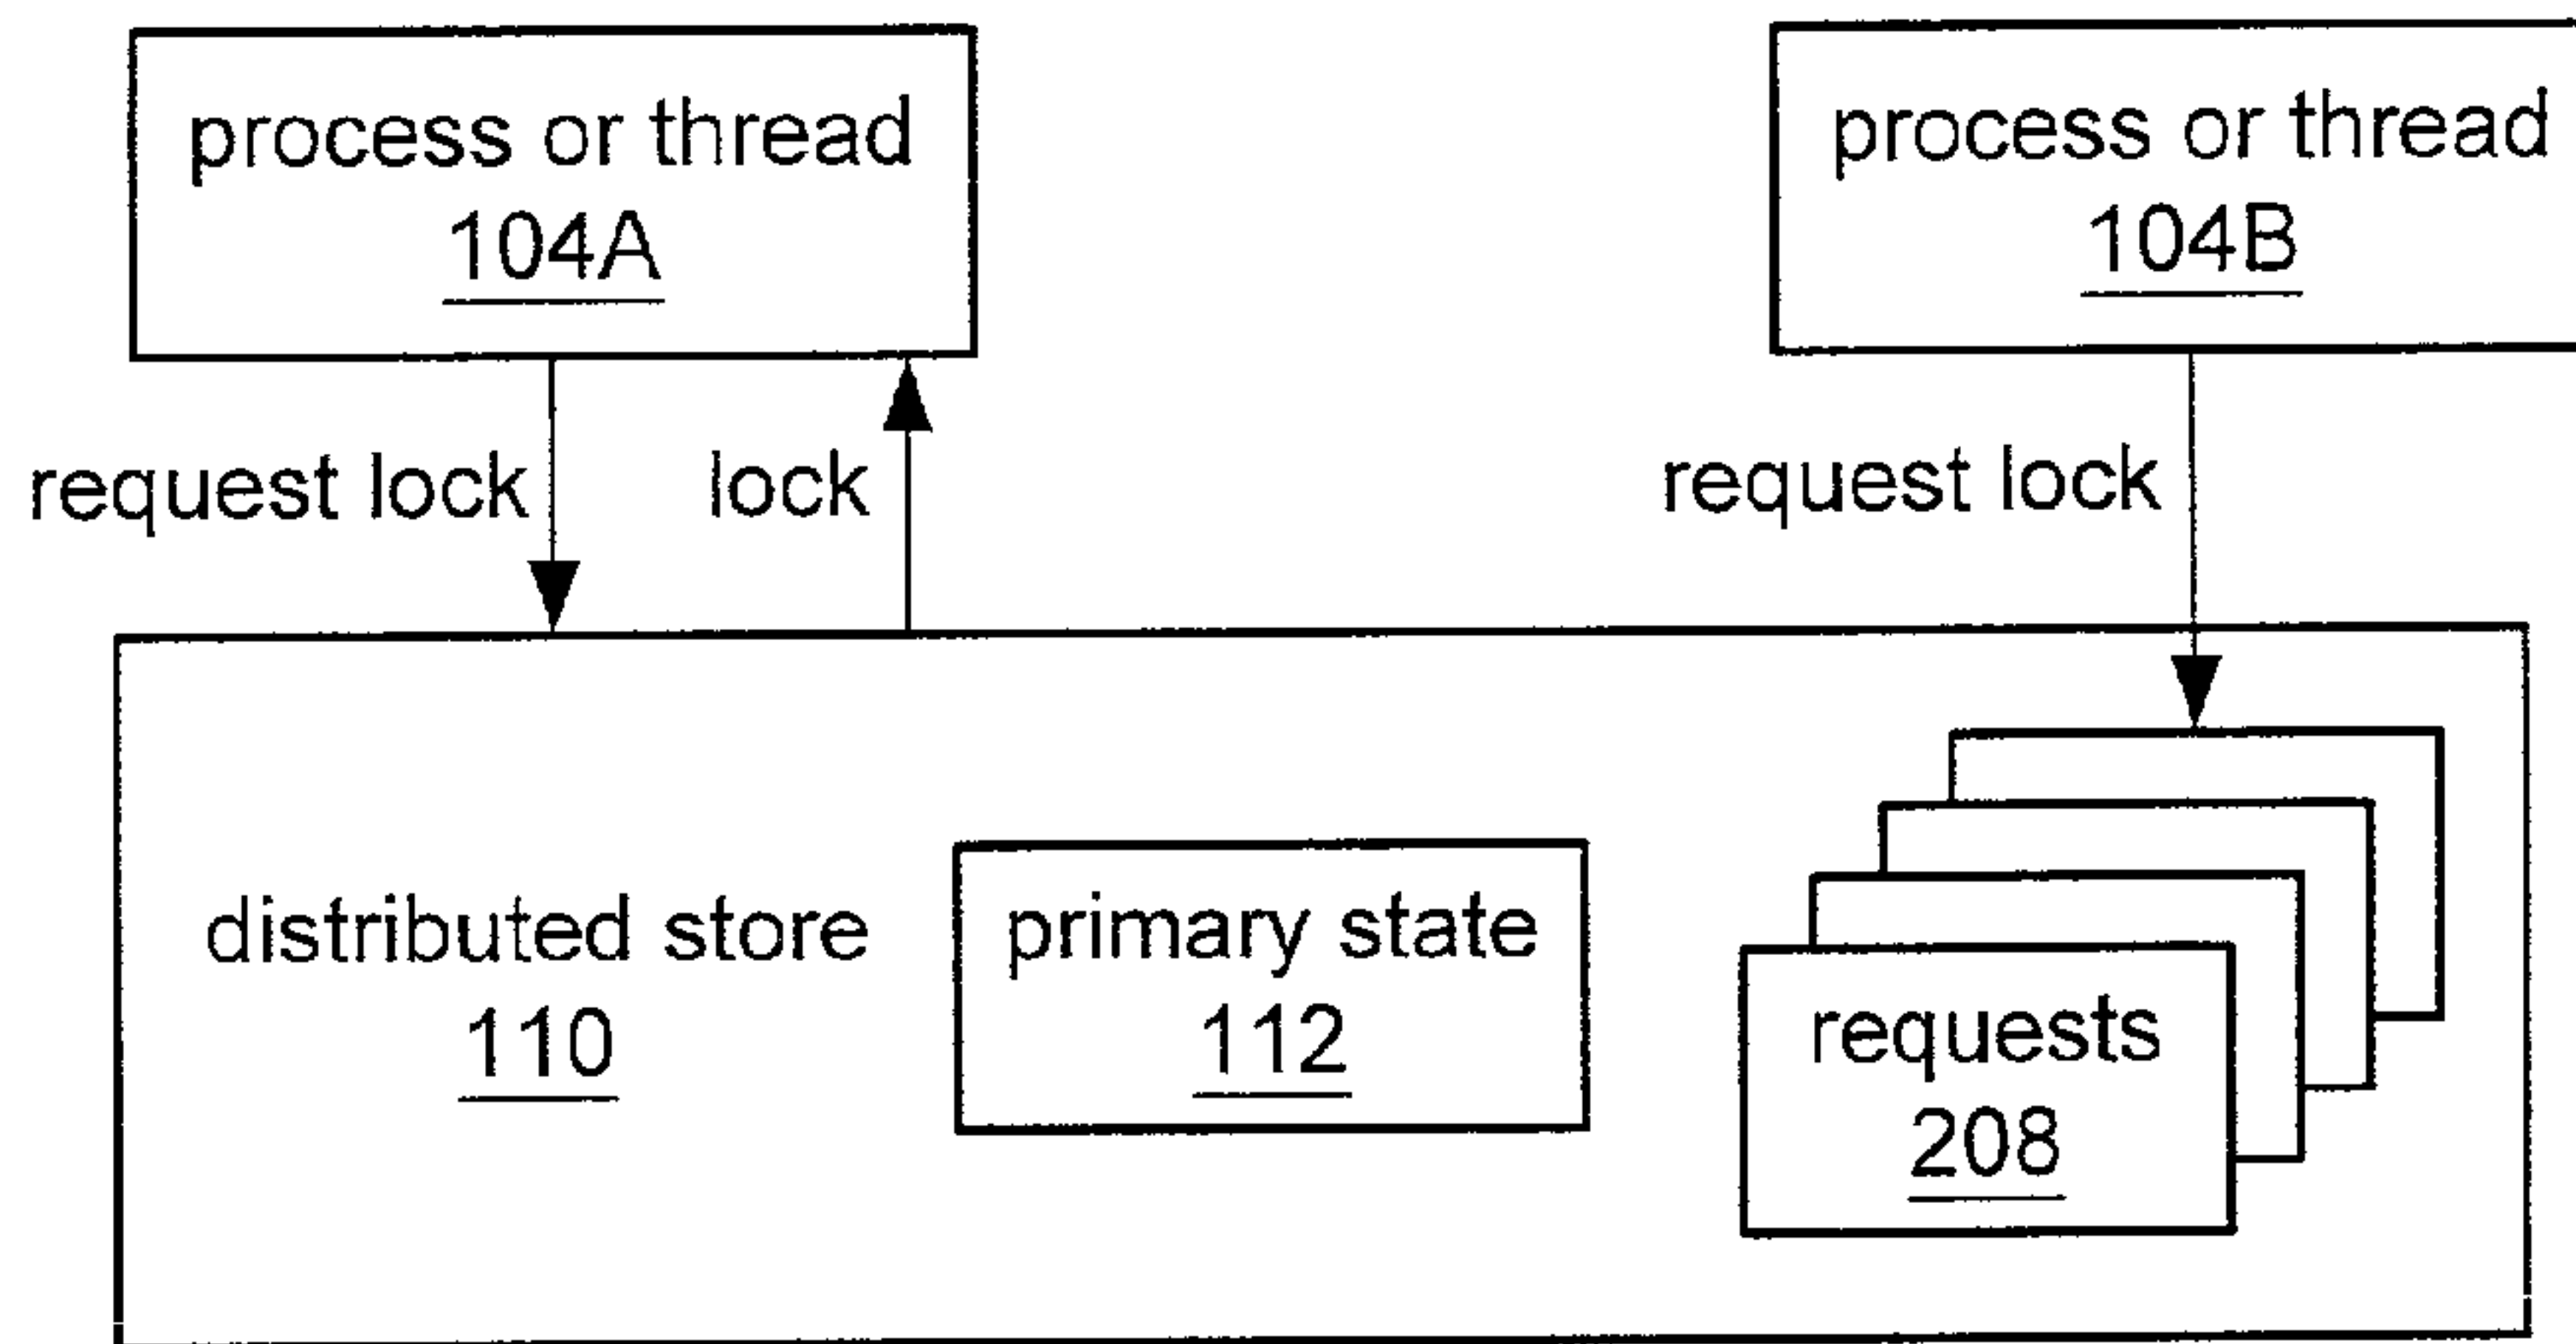 process or thread
104A
process or thread
104B
request lock
lock
request lock
distributed store
110
primary state
112
requests
208